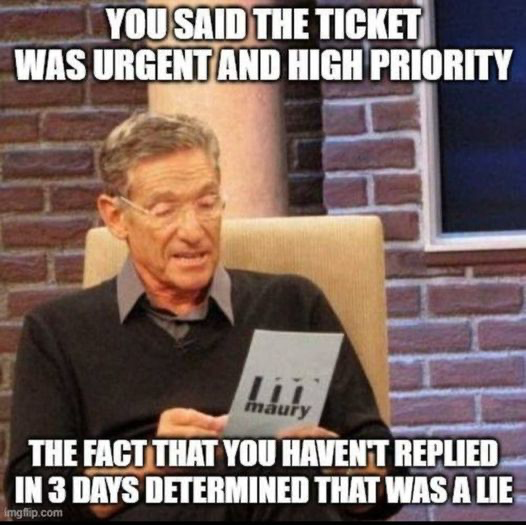 YOU SAID THE TICKET
WAS URGENT AND HIGH PRIORITY
maury
THE FACT THAT YOU HAVEN'T REPLIED
IN 3 DAYS DETERMINED THAT WAS A LIE
imgflip.com